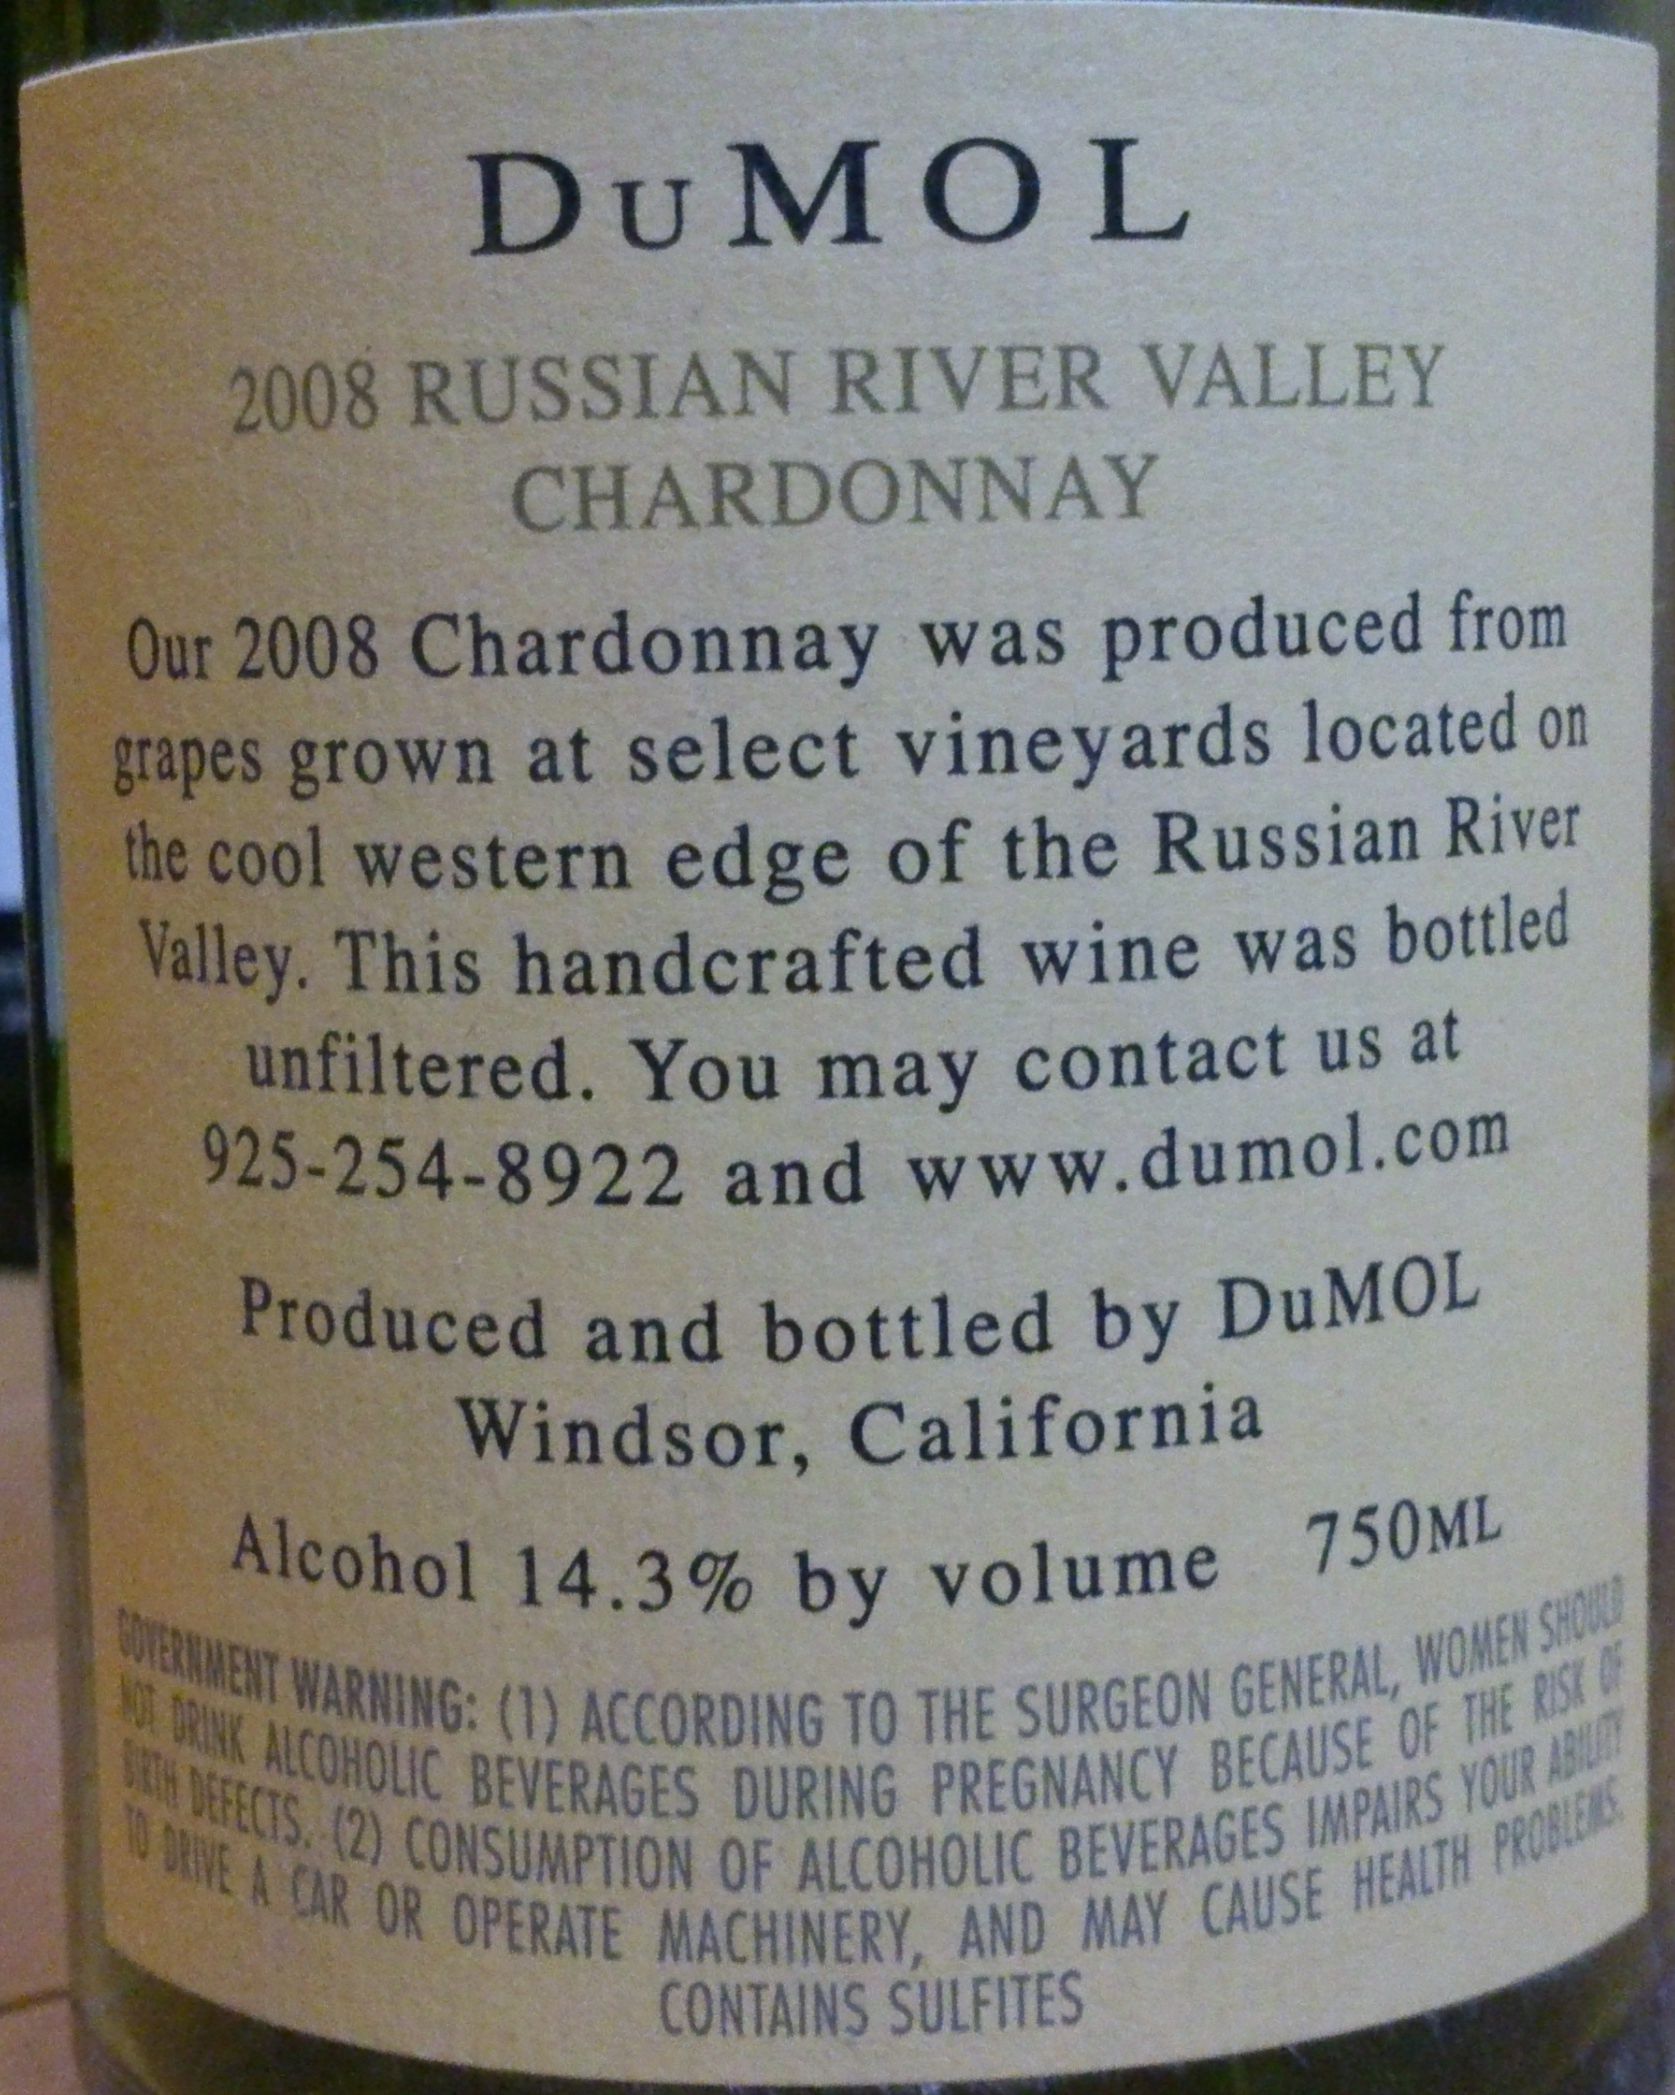 DuMOL
2008 RUSSIAN RIVER VALLEY
CHARDONNAY
Our 2008 Chardonnay was produced from
grapes grown at select vineyards located on
the cool western edge of the Russian River
Valley. This handcrafted wine was bottled
unfiltered. You may contact us at
925-254-8922 and www.dumol.com
Produced and bottled by DuMOL
Windsor, California
Alcohol 14.3% by volume 750ML
GOVERNMENT WARNING: (1) ACCORDING TO THE SURGEON GENERAL, WOMEN SHOULD
NOT DRINK ALCOHOLIC BEVERAGES DURING PREGNANCY BECAUSE OF THE RISK OF
BIRTH DEFECTS. (2) CONSUMPTION OF ALCOHOLIC BEVERAGES IMPAIRS YOUR ABILITY
TO DRIVE A CAR OR OPERATE MACHINERY, AND MAY CAUSE HEALTH PROBLEMS.
CONTAINS SULFITES